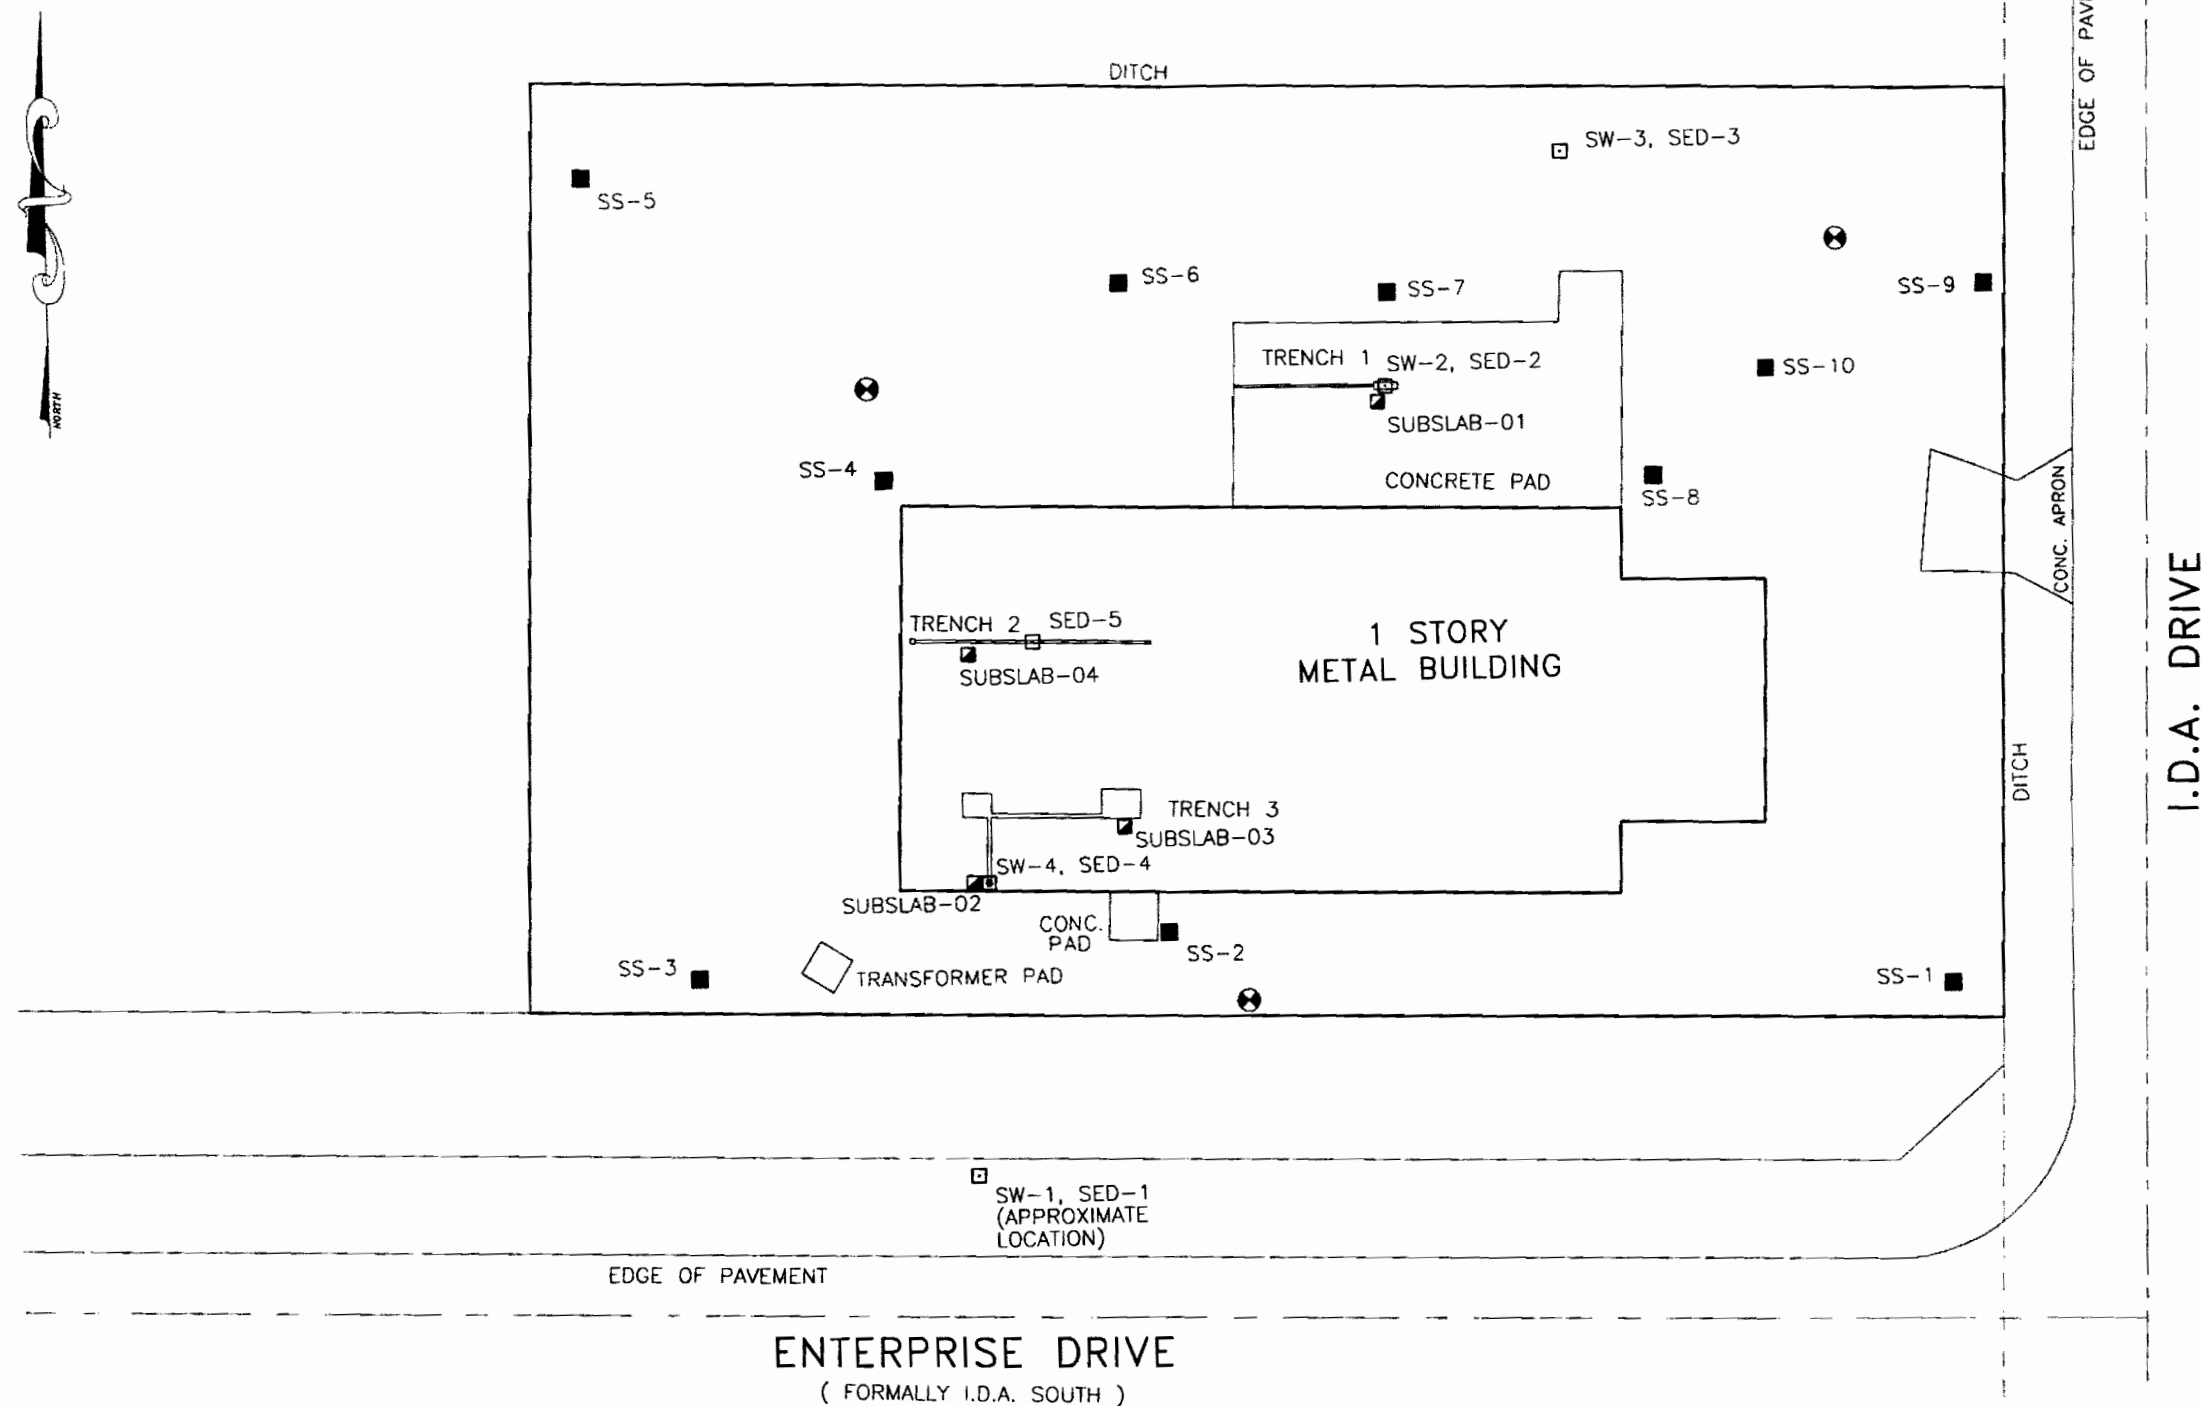 DITCH
EDGE OF PAV
SW-3, SED-3
SS-5
SS-6
SS-7
SS-9
NORTH
TRENCH 1
SW-2, SED-2
SS-10
SUBSLAB-01
SS-4
CONCRETE PAD
SS-8
CONC. APRON
TRENCH 2
SED-5
1 STORY
METAL BUILDING
SUBSLAB-04
I.D.A. DRIVE
DITCH
TRENCH 3
SUBSLAB-03
SW-4, SED-4
SUBSLAB-02
CONC.
PAD
SS-2
SS-3
TRANSFORMER PAD
SS-1
SW-1, SED-1
(APPROXIMATE
LOCATION)
EDGE OF PAVEMENT
ENTERPRISE DRIVE
( FORMALLY I.D.A. SOUTH )